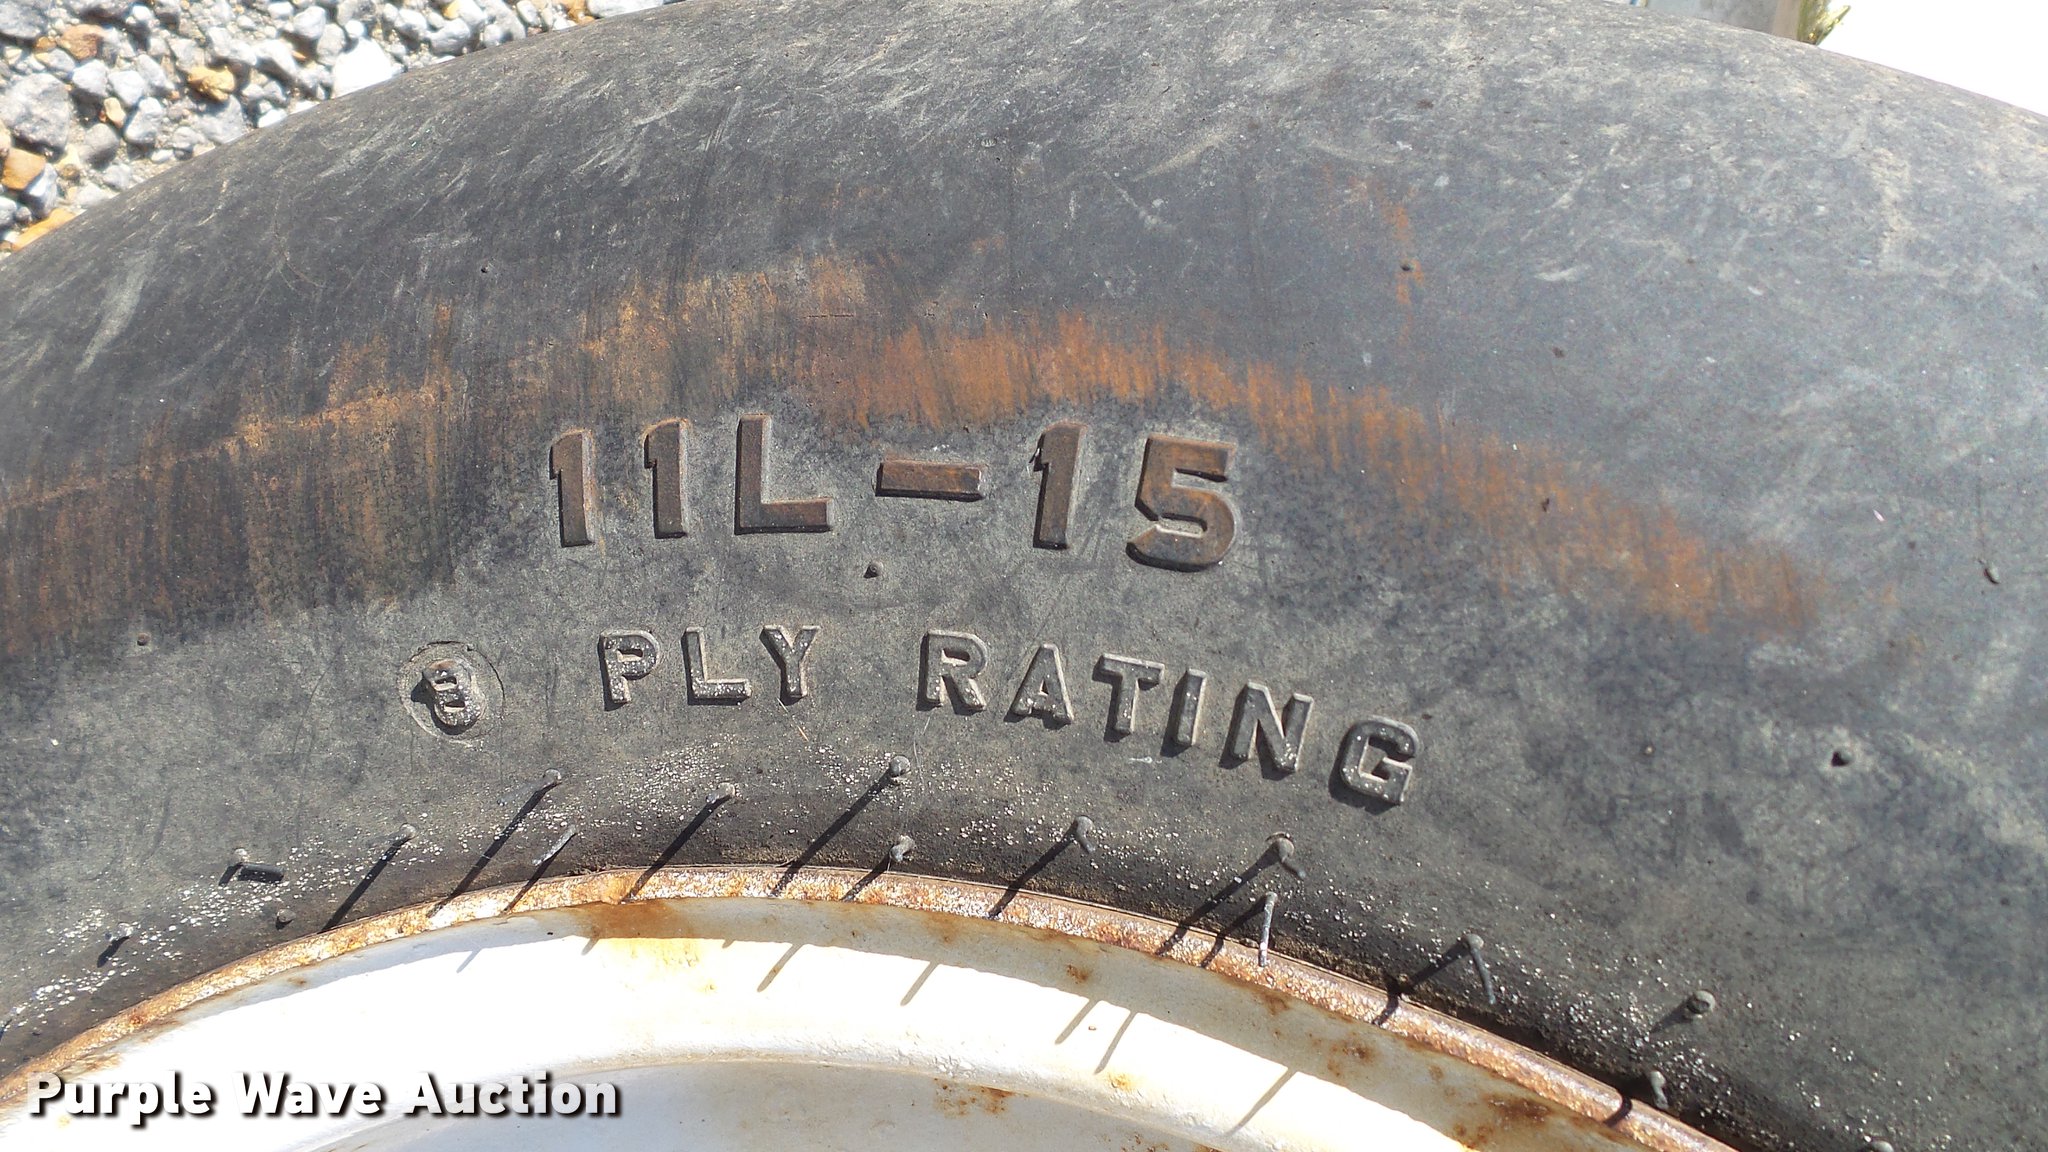 11L-15
8 PLY RATING
Purple Wave Auction